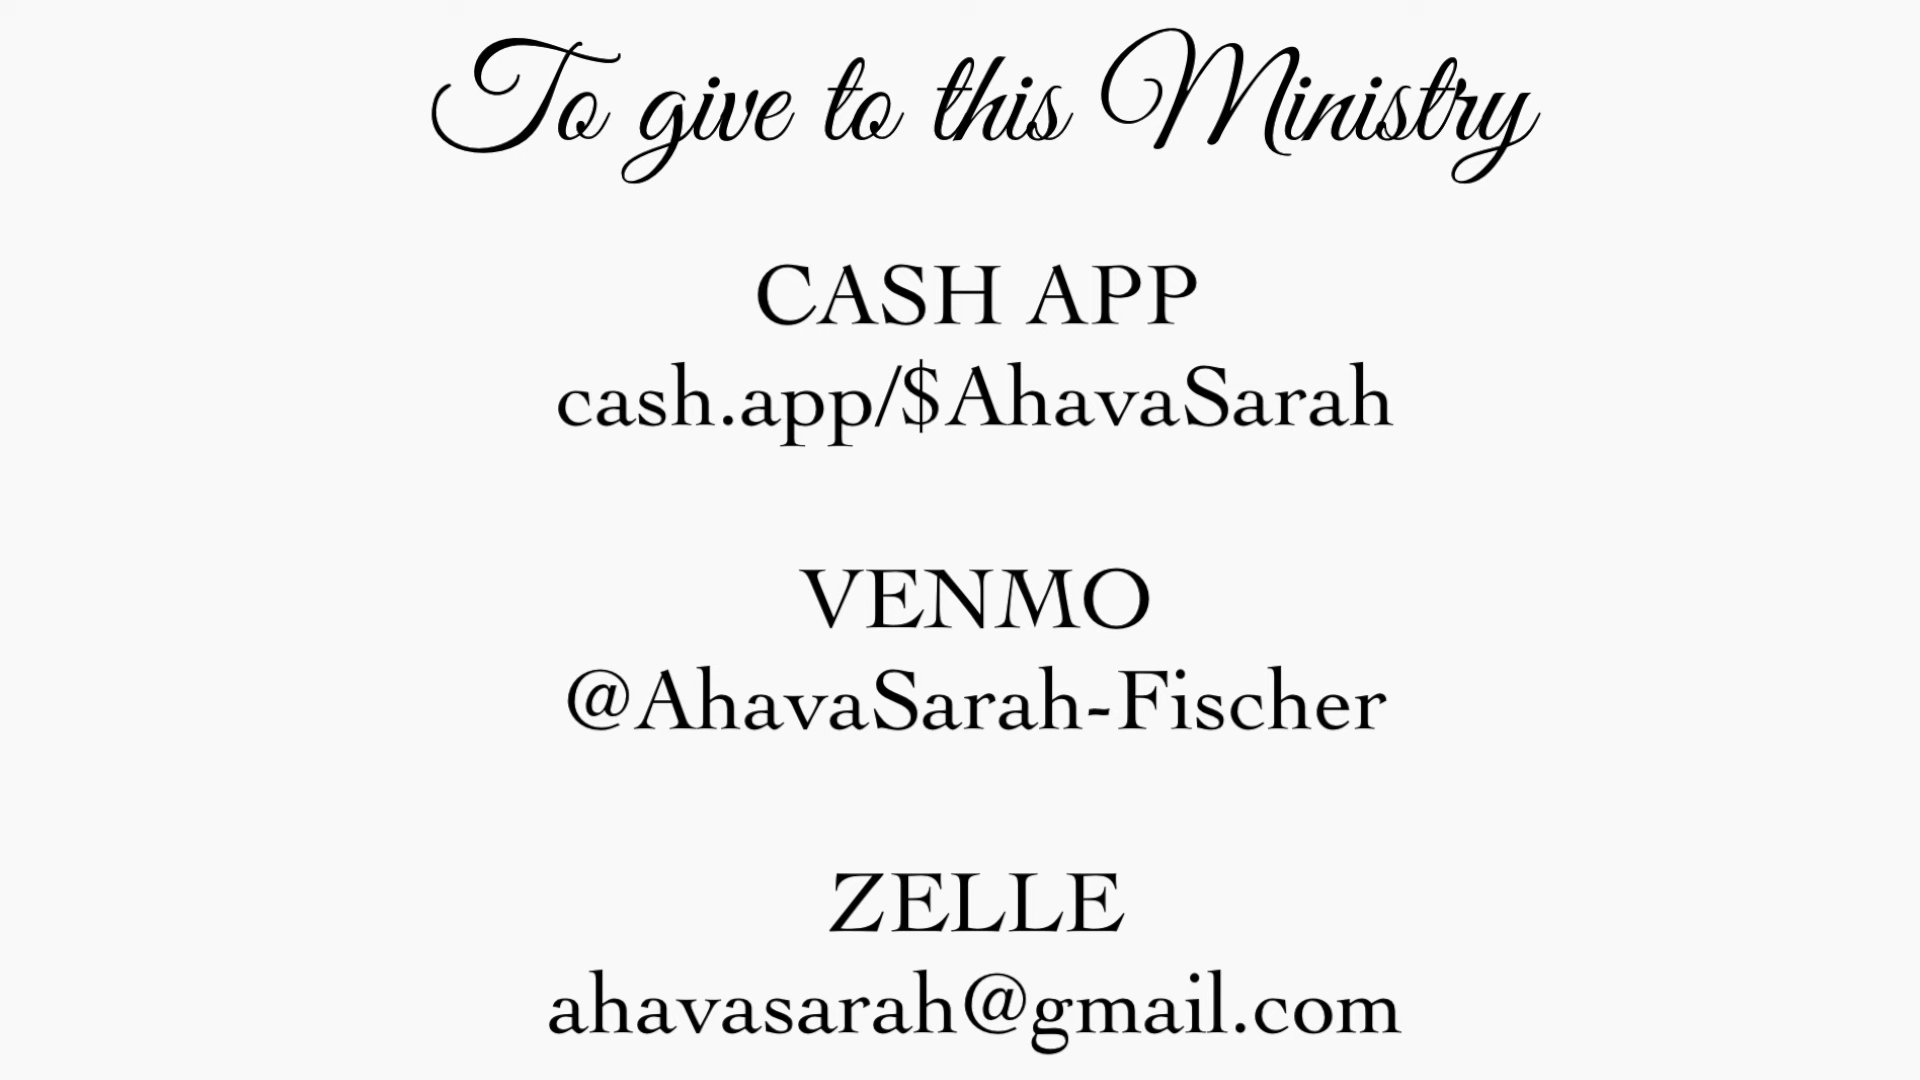 To give to this Ministry
CASH APP
cash.app/$AhavaSarah
VENMO
@AhavaSarah-Fischer
ZELLE
ahavasarah@gmail.com